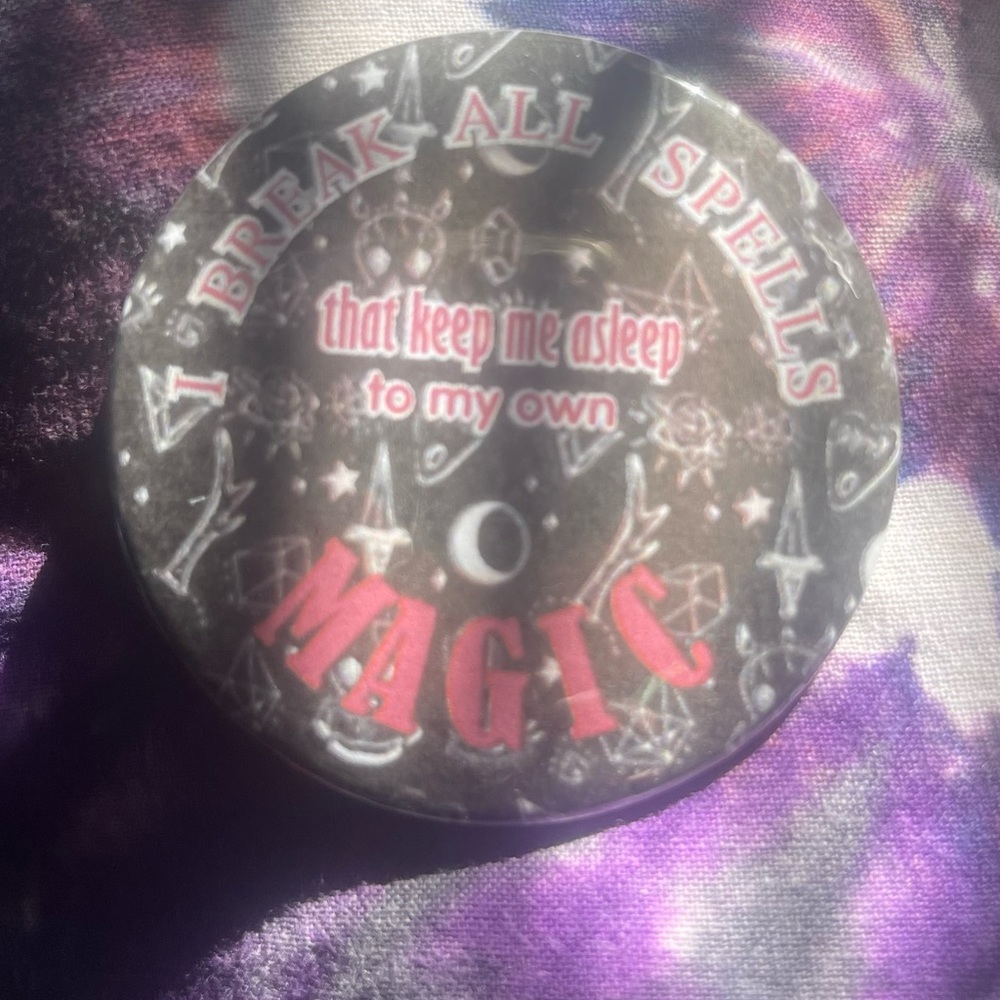 I BREAK ALL SPELLS
that keep me asleep
to my own
MAGIC